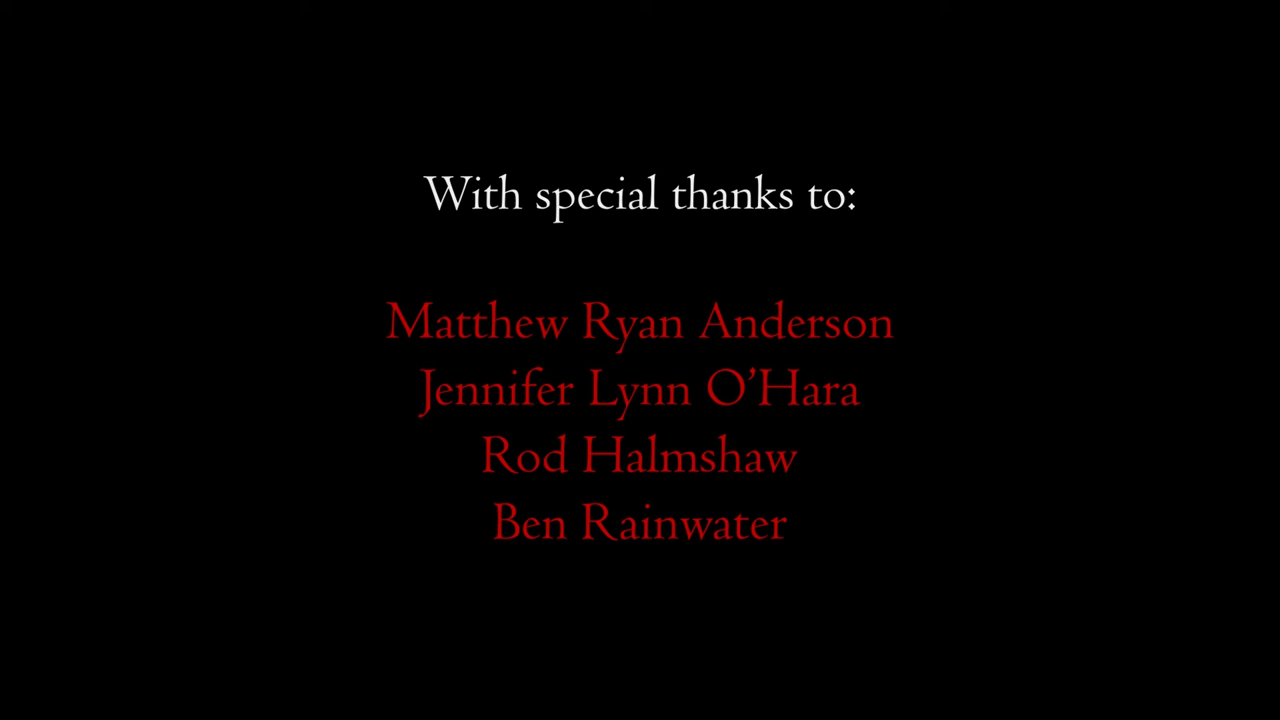 With special thanks to:
Matthew Ryan Anderson
Jennifer Lynn O’Hara
Rod Halmshaw
Ben Rainwater